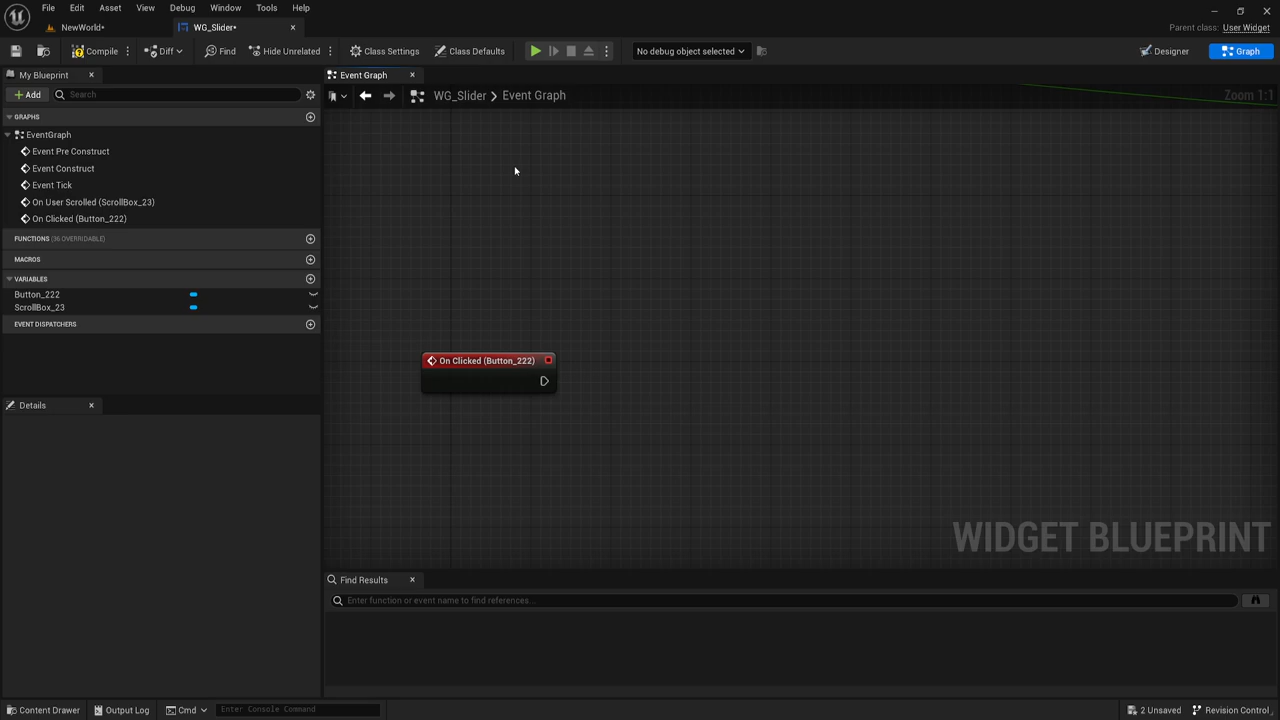 File Edit Asset View Debug Window Tools Help
NewWorld* WG_Slider*
Parent class: User Widget
Compile Diff Find Hide Unrelated Class Settings Class Defaults No debug object selected Designer Graph
My Blueprint Event Graph
Add Search WG_Slider Event Graph Zoom 1:1
GRAPHS
EventGraph
Event Pre Construct
Event Construct
Event Tick
On User Scrolled (ScrollBox_23)
On Clicked (Button_222)
FUNCTIONS (36 OVERRIDABLE)
MACROS
VARIABLES
Button_222
ScrollBox_23
EVENT DISPATCHERS
On Clicked (Button_222)
Details
WIDGET BLUEPRINT
Find Results
Enter function or event name to find references...
Content Drawer Output Log Cmd Enter Console Command 2 Unsaved Revision Control